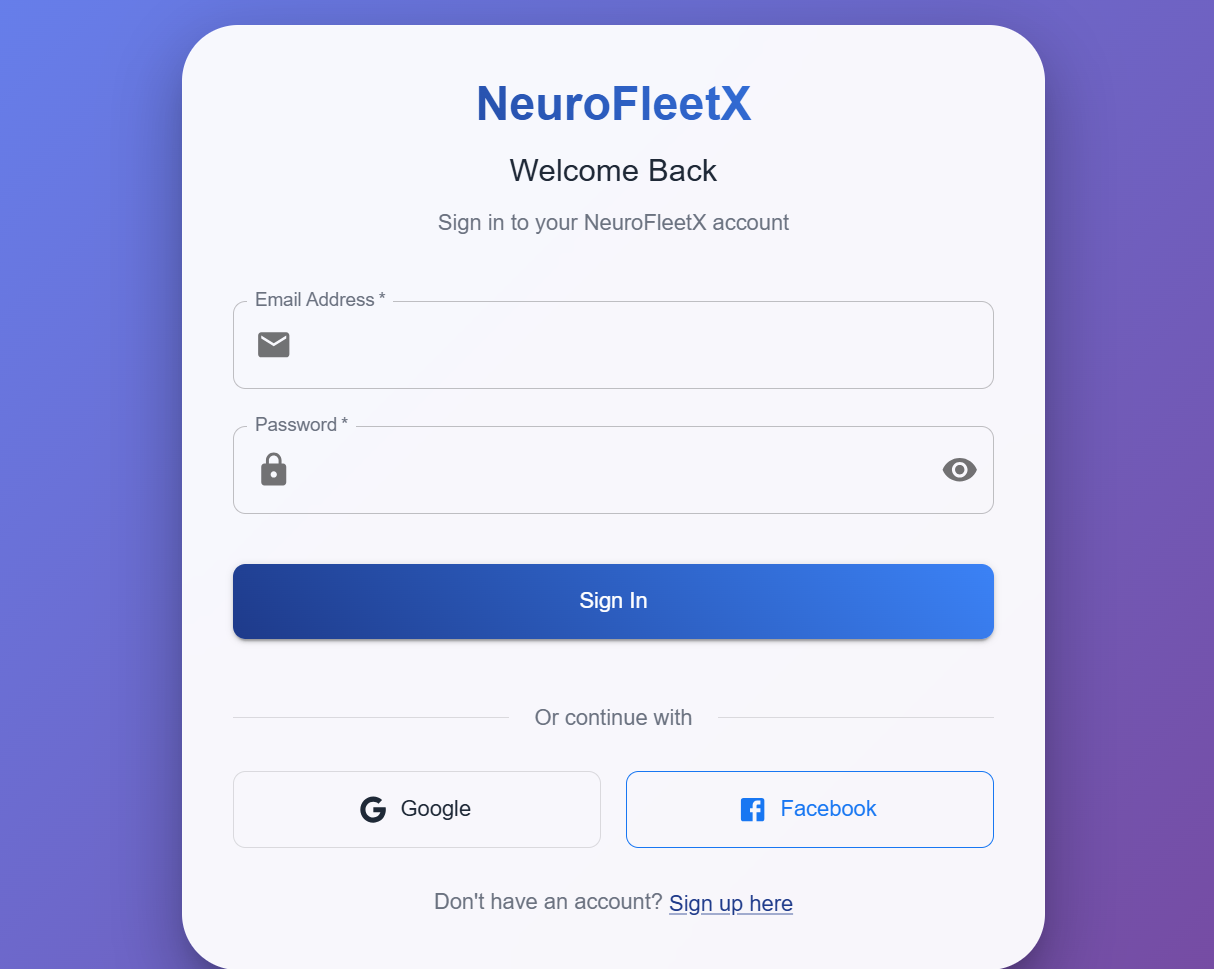 NeuroFleetX
Welcome Back
Sign in to your NeuroFleetX account
Email Address *
Password *
Sign In
Or continue with
Google
Facebook
Don't have an account? Sign up here